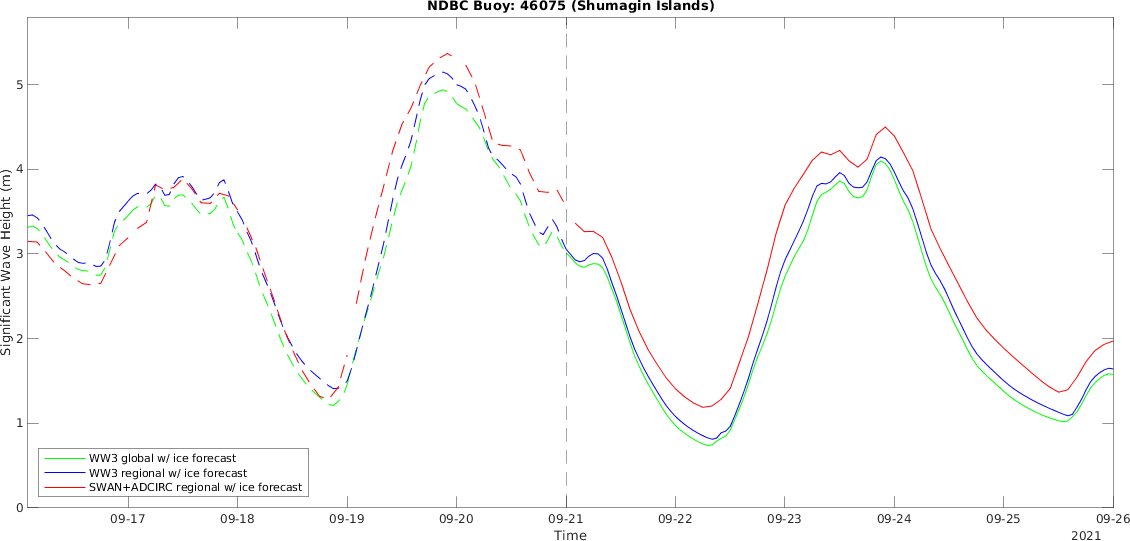 NDBC Buoy: 46075 (Shumagin Islands)
Significant Wave Height (m)
5
4
3
2
1
0
WW3 global w/ ice forecast
WW3 regional w/ ice forecast
SWAN+ADCIRC regional w/ ice forecast
09-17 09-18 09-19 09-20 09-21 09-22 09-23 09-24 09-25 09-26
Time
2021